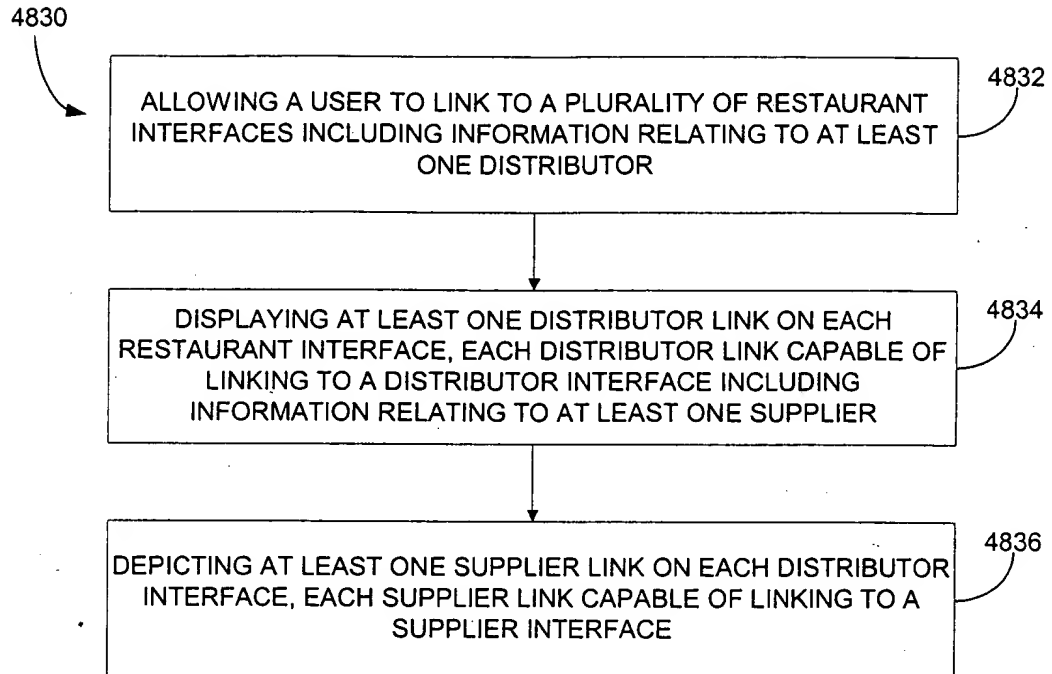 4830
4832
ALLOWING A USER TO LINK TO A PLURALITY OF RESTAURANT
INTERFACES INCLUDING INFORMATION RELATING TO AT LEAST
ONE DISTRIBUTOR
4834
DISPLAYING AT LEAST ONE DISTRIBUTOR LINK ON EACH
RESTAURANT INTERFACE, EACH DISTRIBUTOR LINK CAPABLE OF
LINKING TO A DISTRIBUTOR INTERFACE INCLUDING
INFORMATION RELATING TO AT LEAST ONE SUPPLIER
4836
DEPICTING AT LEAST ONE SUPPLIER LINK ON EACH DISTRIBUTOR
INTERFACE, EACH SUPPLIER LINK CAPABLE OF LINKING TO A
SUPPLIER INTERFACE